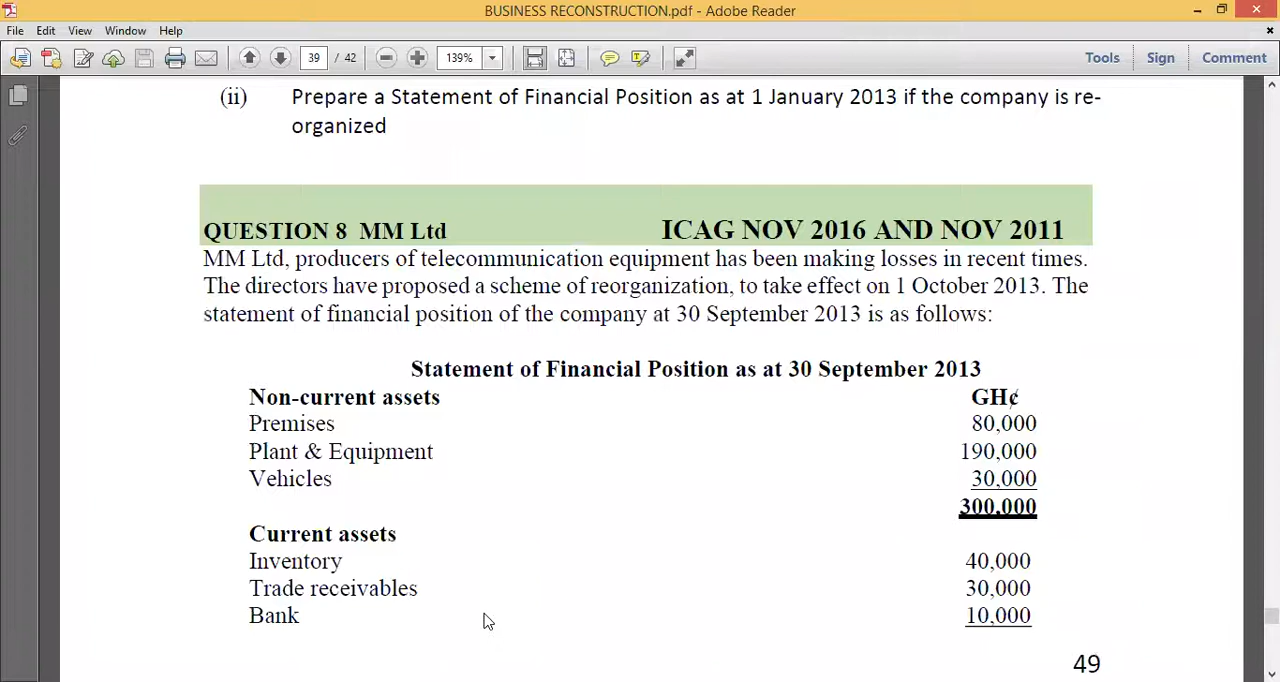 BUSINESS RECONSTRUCTION.pdf - Adobe Reader
File Edit View Window Help
39 / 42 139% Tools Sign Comment
(ii) Prepare a Statement of Financial Position as at 1 January 2013 if the company is re-
organized
QUESTION 8 MM Ltd ICAG NOV 2016 AND NOV 2011
MM Ltd, producers of telecommunication equipment has been making losses in recent times.
The directors have proposed a scheme of reorganization, to take effect on 1 October 2013. The
statement of financial position of the company at 30 September 2013 is as follows:
Statement of Financial Position as at 30 September 2013
Non-current assets GH¢
Premises 80,000
Plant & Equipment 190,000
Vehicles 30,000
300,000
Current assets
Inventory 40,000
Trade receivables 30,000
Bank 10,000
49